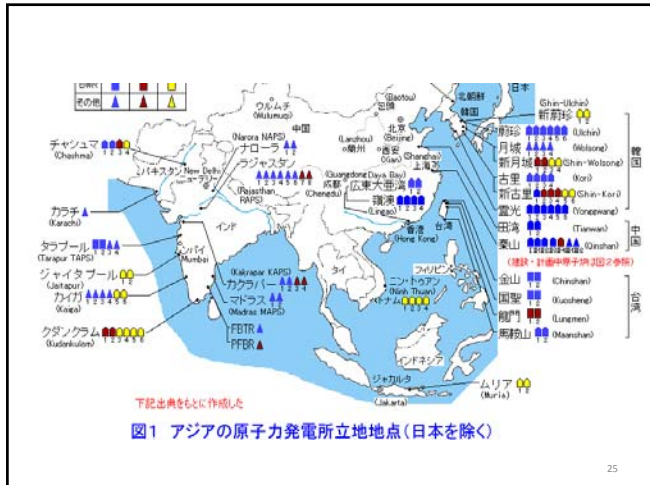 その他
北朝鮮
日本
韓国
(Baotou)
包頭
ウルムチ
(Wulumuqi)
中国
北京
(Beijing)
(Lanzhou)
蘭州
西安
(Xian)
(Shanghai)
上海
成都
(Chengdu)
(Shin-Ulchin)
新蔚珍
1 2
蔚珍
(Ulchin)
1 2 3 4 5 6
月城
(Wolsong)
1 2 3 4
新月城
(Shin-Wolsong)
古里
(Kori)
1 2 3 4
新古里
(Shin-Kori)
霊光
(Yonggwang)
1 2 3 4 5 6
韓国
田湾
(Tianwan)
1 2
秦山
(Qinshan)
中国
(建設・計画中原子炉は図2参照)
金山
(Chinshan)
1 2
国聖
(Kuosheng)
1 2
龍門
(Lungmen)
1 2
馬鞍山
(Maanshan)
1 2
台湾
チャシュマ
(Chashma)
1 2 3 4
パキスタン
New Delhi
ニューデリー
(Narora NAPS)
ナローラ
1 2
ラジャスタン
(Rajasthan RAPS)
1 2 3 4 5 6 7 8
(Guangdong Daya Bay)
広東大亜湾
1 2
嶺澳
(Lingao)
1 2 3 4
香港
(Hong Kong)
台湾
カラチ
(Karachi)
インド
タラプール
(Tarapur TAPS)
1 2 3 4
ムンバイ
Mumbai
ジャイタプール
(Jaitapur)
1 2
カイガ
(Kaiga)
1 2 3 4 5 6
クダンクラム
(Kudankulam)
1 2 3 4 5 6
(Kakrapar KAPS)
カクラパー
1 2 3 4
マドラス
(Madras MAPS)
1 2
FBTR
PFBR
タイ
フィリピン
ニン・トゥアン
(Ninh Thuan)
ベトナム
1 2 3 4
インドネシア
ジャカルタ
(Jakarta)
ムリア
(Muria)
1 2
下記出典をもとに作成した
図1 アジアの原子力発電所立地地点(日本を除く)
25